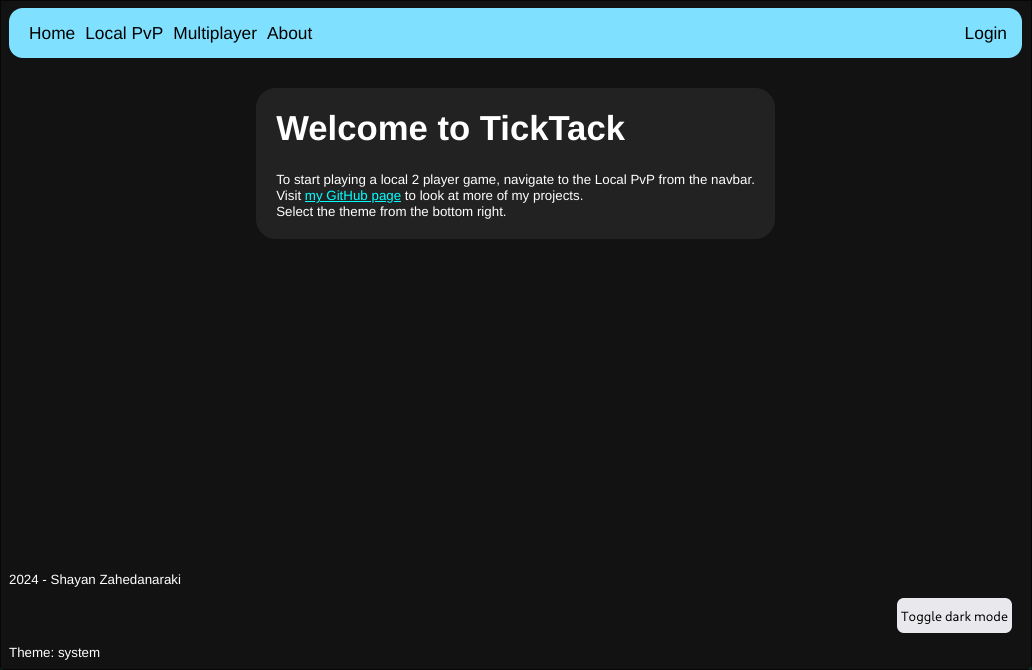 Home Local PvP Multiplayer About Login
Welcome to TickTack
To start playing a local 2 player game, navigate to the Local PvP from the navbar.
Visit my GitHub page to look at more of my projects.
Select the theme from the bottom right.
2024 - Shayan Zahedanaraki
Toggle dark mode
Theme: system